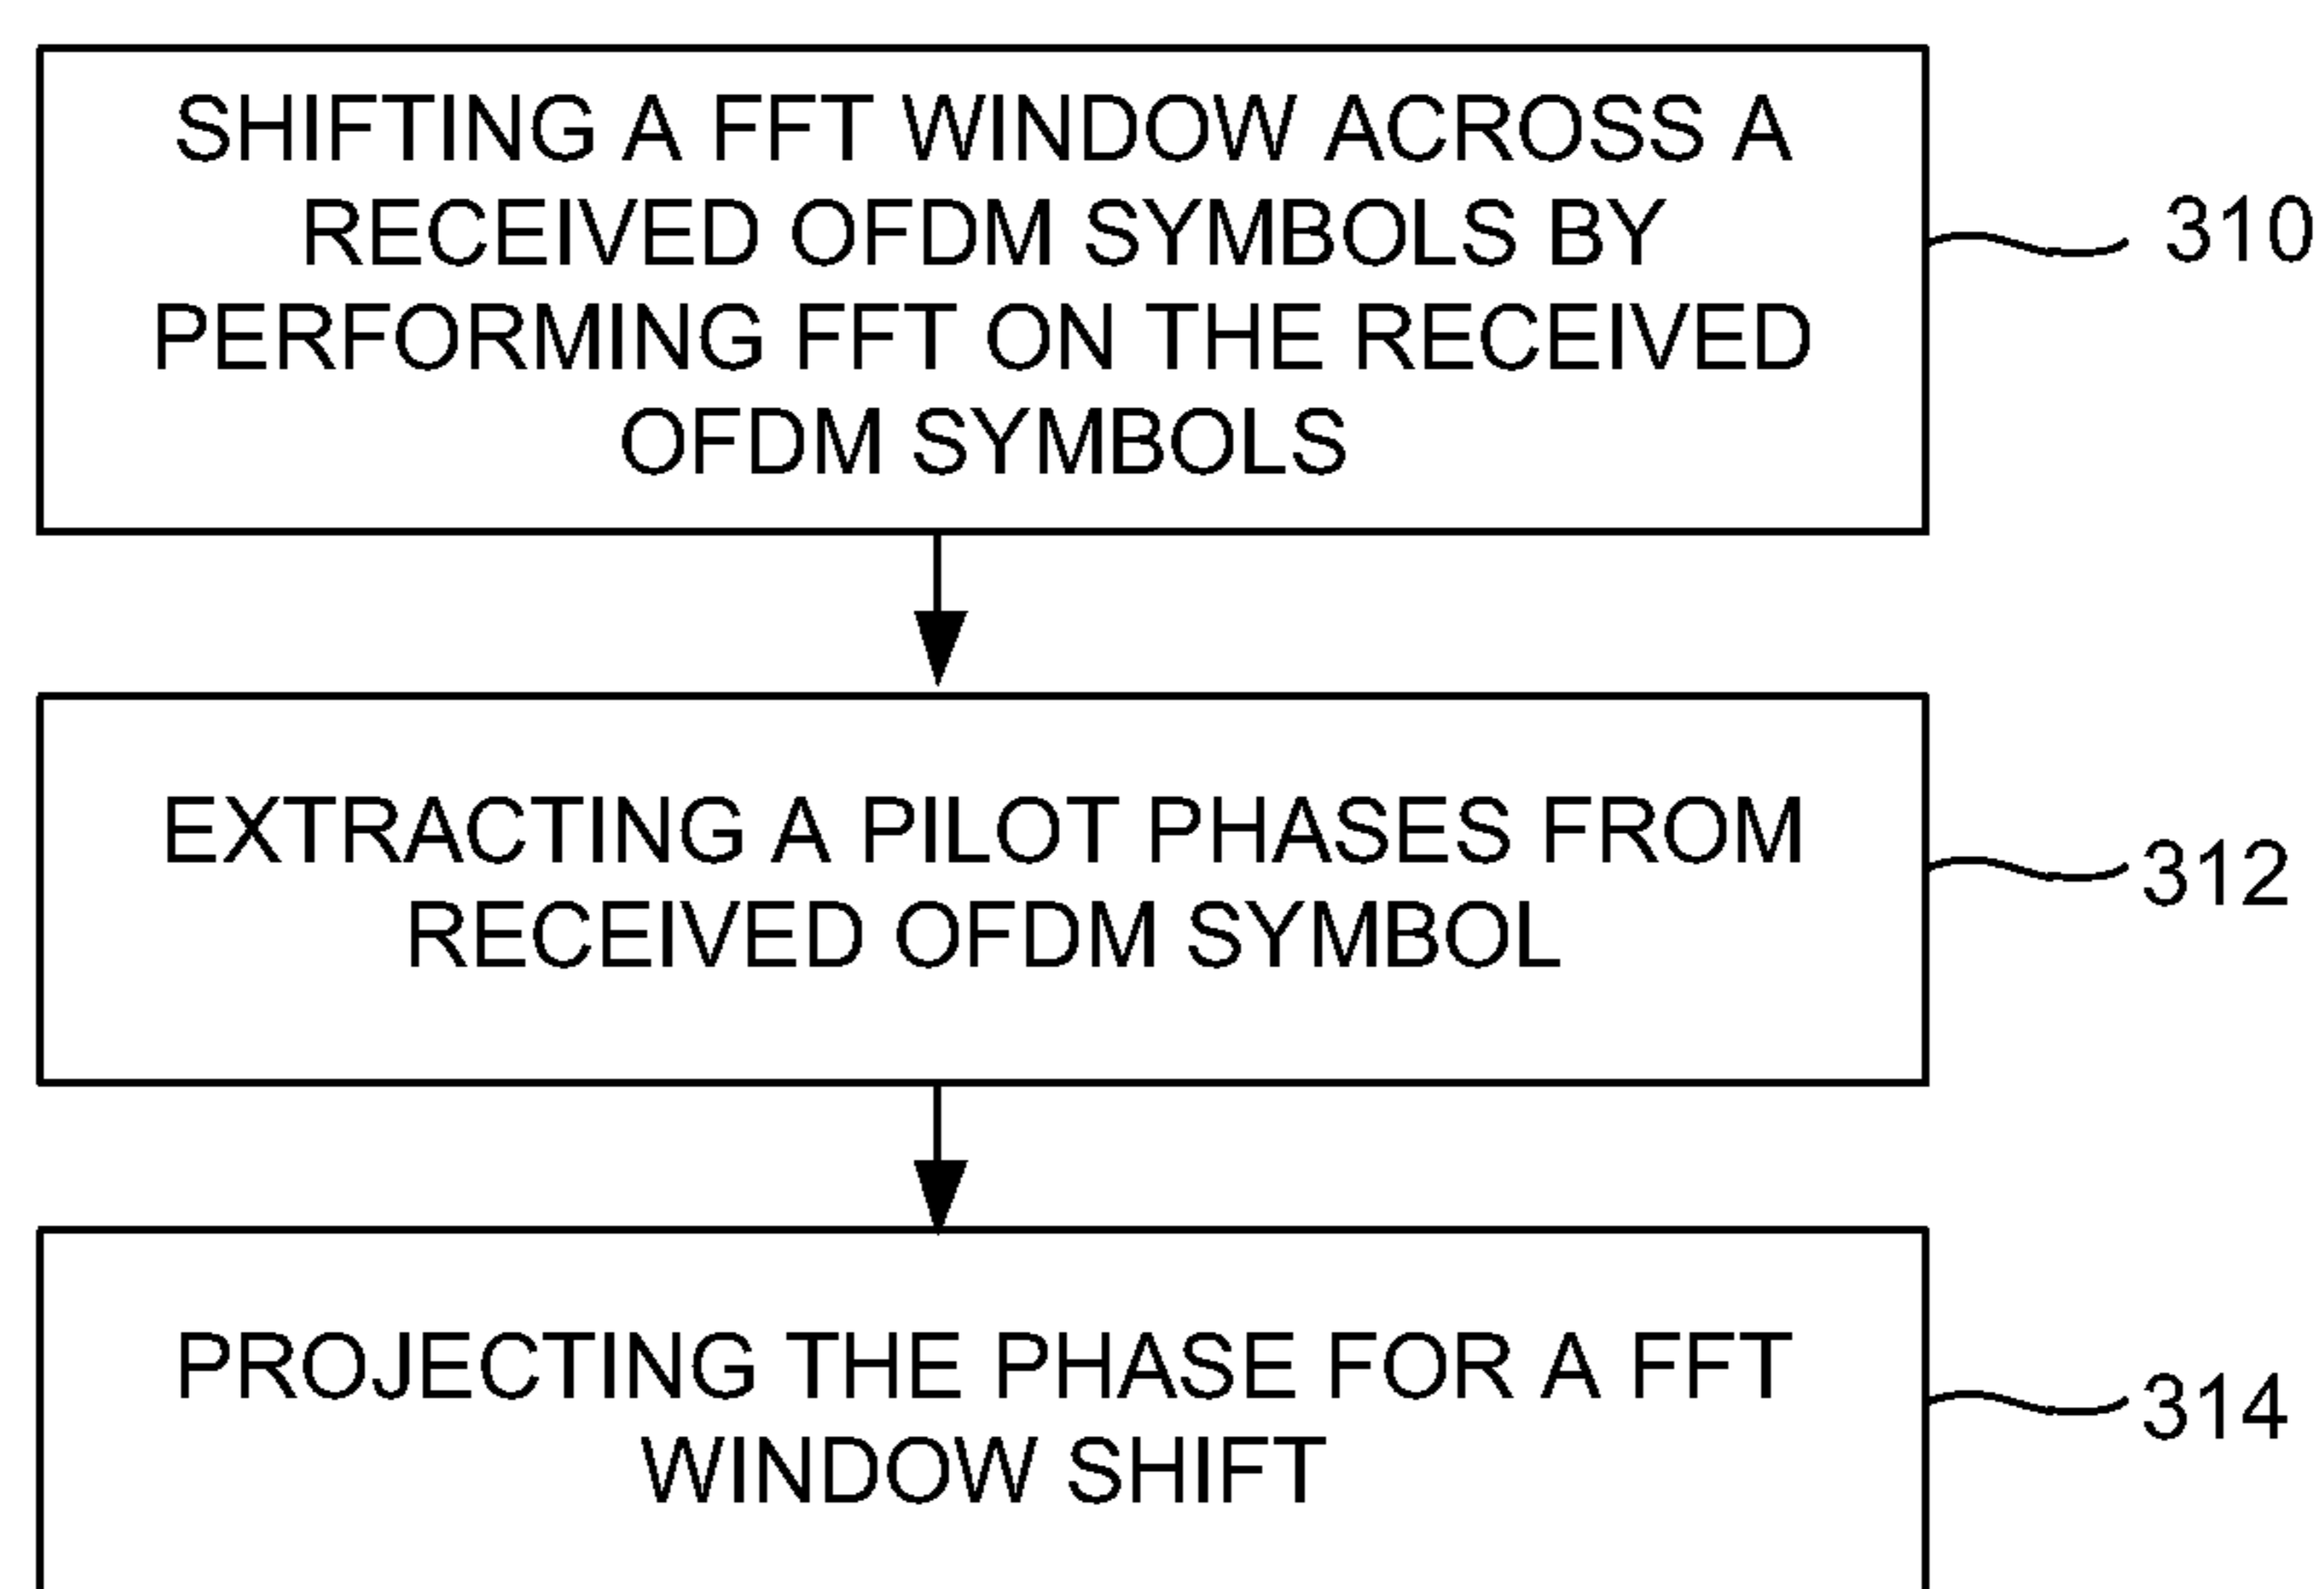 SHIFTING A FFT WINDOW ACROSS A
RECEIVED OFDM SYMBOLS BY
PERFORMING FFT ON THE RECEIVED
OFDM SYMBOLS
310
EXTRACTING A PILOT PHASES FROM
RECEIVED OFDM SYMBOL
312
PROJECTING THE PHASE FOR A FFT
WINDOW SHIFT
314